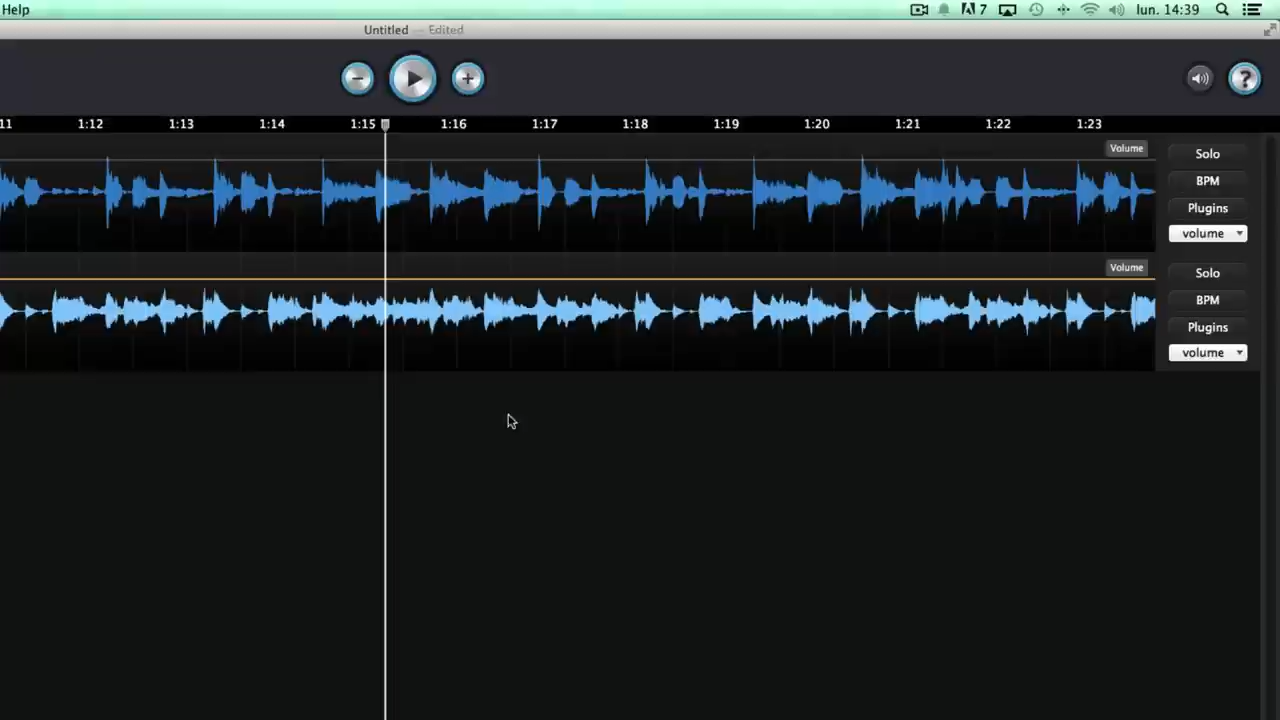 Help
7
lun. 14:39
Untitled — Edited
?
11 1:12 1:13 1:14 1:15 1:16 1:17 1:18 1:19 1:20 1:21 1:22 1:23
Volume
Solo
BPM
Plugins
volume
Volume
Solo
BPM
Plugins
volume